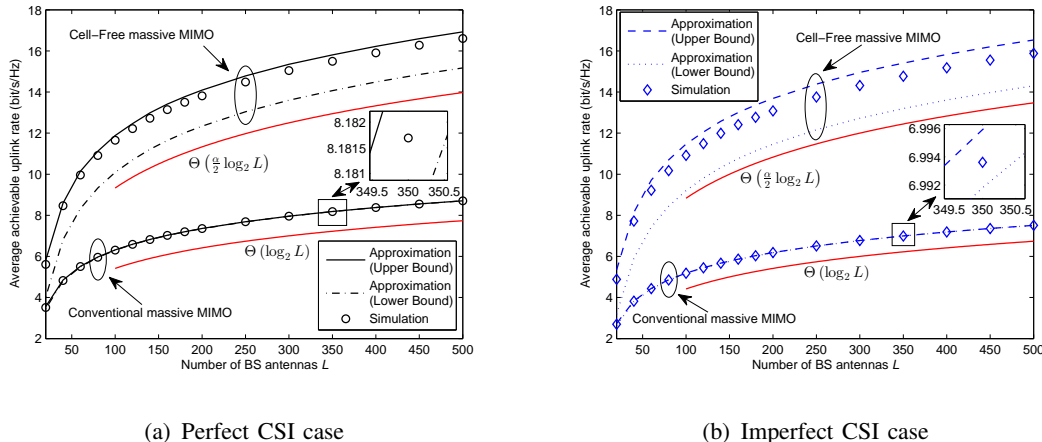 18
16
14
12
10
8
6
4
2
Average achievable uplink rate (bit/s/Hz)
Cell-Free massive MIMO
Θ (α/2 log₂ L)
8.182
8.1815
8.181
349.5 350 350.5
Θ (log₂ L)
Conventional massive MIMO
Approximation
(Upper Bound)
Approximation
(Lower Bound)
Simulation
50 100 150 200 250 300 350 400 450 500
Number of BS antennas L
(a) Perfect CSI case
18
16
14
12
10
8
6
4
2
Average achievable uplink rate (bit/s/Hz)
Approximation
(Upper Bound)
Approximation
(Lower Bound)
Simulation
Cell-Free massive MIMO
Θ (α/2 log₂ L)
6.996
6.994
6.992
349.5 350 350.5
Θ (log₂ L)
Conventional massive MIMO
50 100 150 200 250 300 350 400 450 500
Number of BS antennas L
(b) Imperfect CSI case